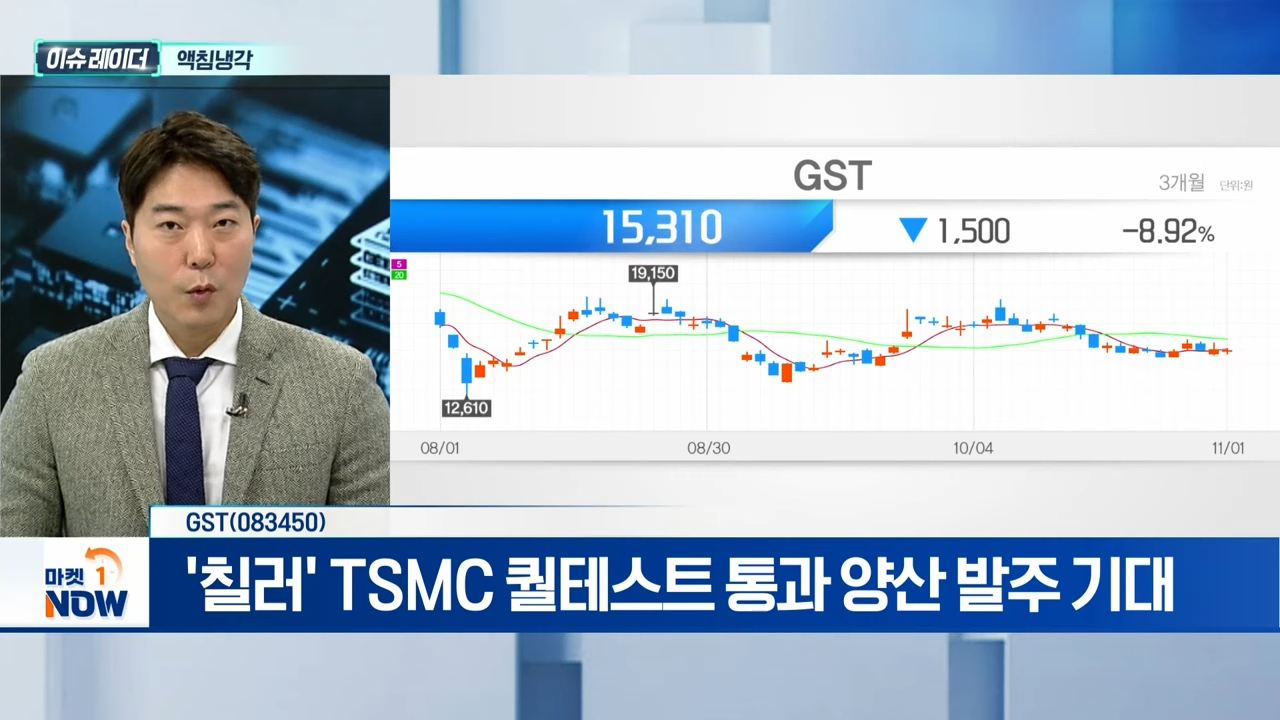 이슈 레이더 액침냉각
GST
3개월 단위:원
15,310 ▼ 1,500 -8.92%
5
20
19,150
12,610
08/01 08/30 10/04 11/01
GST(083450)
마켓 1
NOW
'칠러' TSMC 퀄테스트 통과 양산 발주 기대